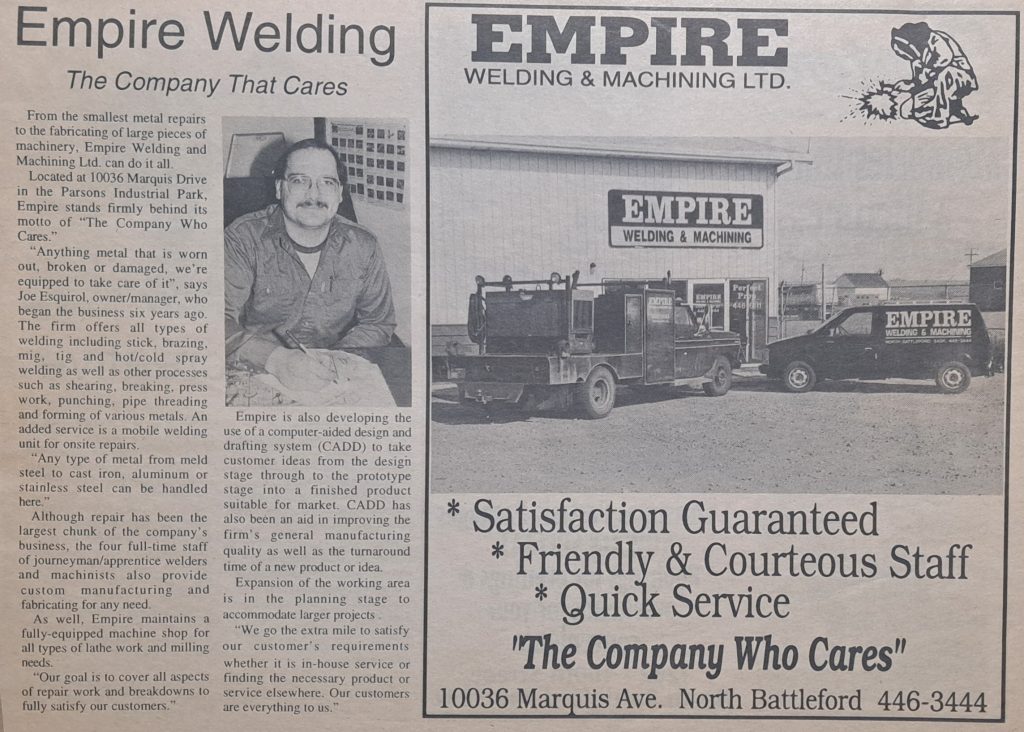 Empire Welding
The Company That Cares
From the smallest metal repairs
to the fabricating of large pieces of
machinery, Empire Welding and
Machining Ltd. can do it all.
Located at 10036 Marquis Drive
in the Parsons Industrial Park,
Empire stands firmly behind its
motto of "The Company Who
Cares."
"Anything metal that is worn
out, broken or damaged, we're
equipped to take care of it", says
Joe Esquirol, owner/manager, who
began the business six years ago.
The firm offers all types of
welding including stick, brazing,
mig, tig and hot/cold spray
welding as well as other processes
such as shearing, breaking, press
work, punching, pipe threading
and forming of various metals. An
added service is a mobile welding
unit for onsite repairs.
"Any type of metal from meld
steel to cast iron, aluminum or
stainless steel can be handled
here."
Although repair has been the
largest chunk of the company's
business, the four full-time staff
of journeyman/apprentice welders
and machinists also provide
custom manufacturing and
fabricating for any need.
As well, Empire maintains a
fully-equipped machine shop for
all types of lathe work and milling
needs.
"Our goal is to cover all aspects
of repair work and breakdowns to
fully satisfy our customers."
Empire is also developing the
use of a computer-aided design and
drafting system (CADD) to take
customer ideas from the design
stage through to the prototype
stage into a finished product
suitable for market. CADD has
also been an aid in improving the
firm's general manufacturing
quality as well as the turnaround
time of a new product or idea.
Expansion of the working area
is in the planning stage to
accommodate larger projects .
"We go the extra mile to satisfy
our customer's requirements
whether it is in-house service or
finding the necessary product or
service elsewhere. Our customers
are everything to us."
EMPIRE
WELDING & MACHINING LTD.
EMPIRE
WELDING & MACHINING
EMPIRE
EMPIRE
Perfect
EMPIRE
WELDING & MACHINING
NORTH BATTLEFORD SASK. 446-3444
* Satisfaction Guaranteed
* Friendly & Courteous Staff
* Quick Service
"The Company Who Cares"
10036 Marquis Ave. North Battleford 446-3444